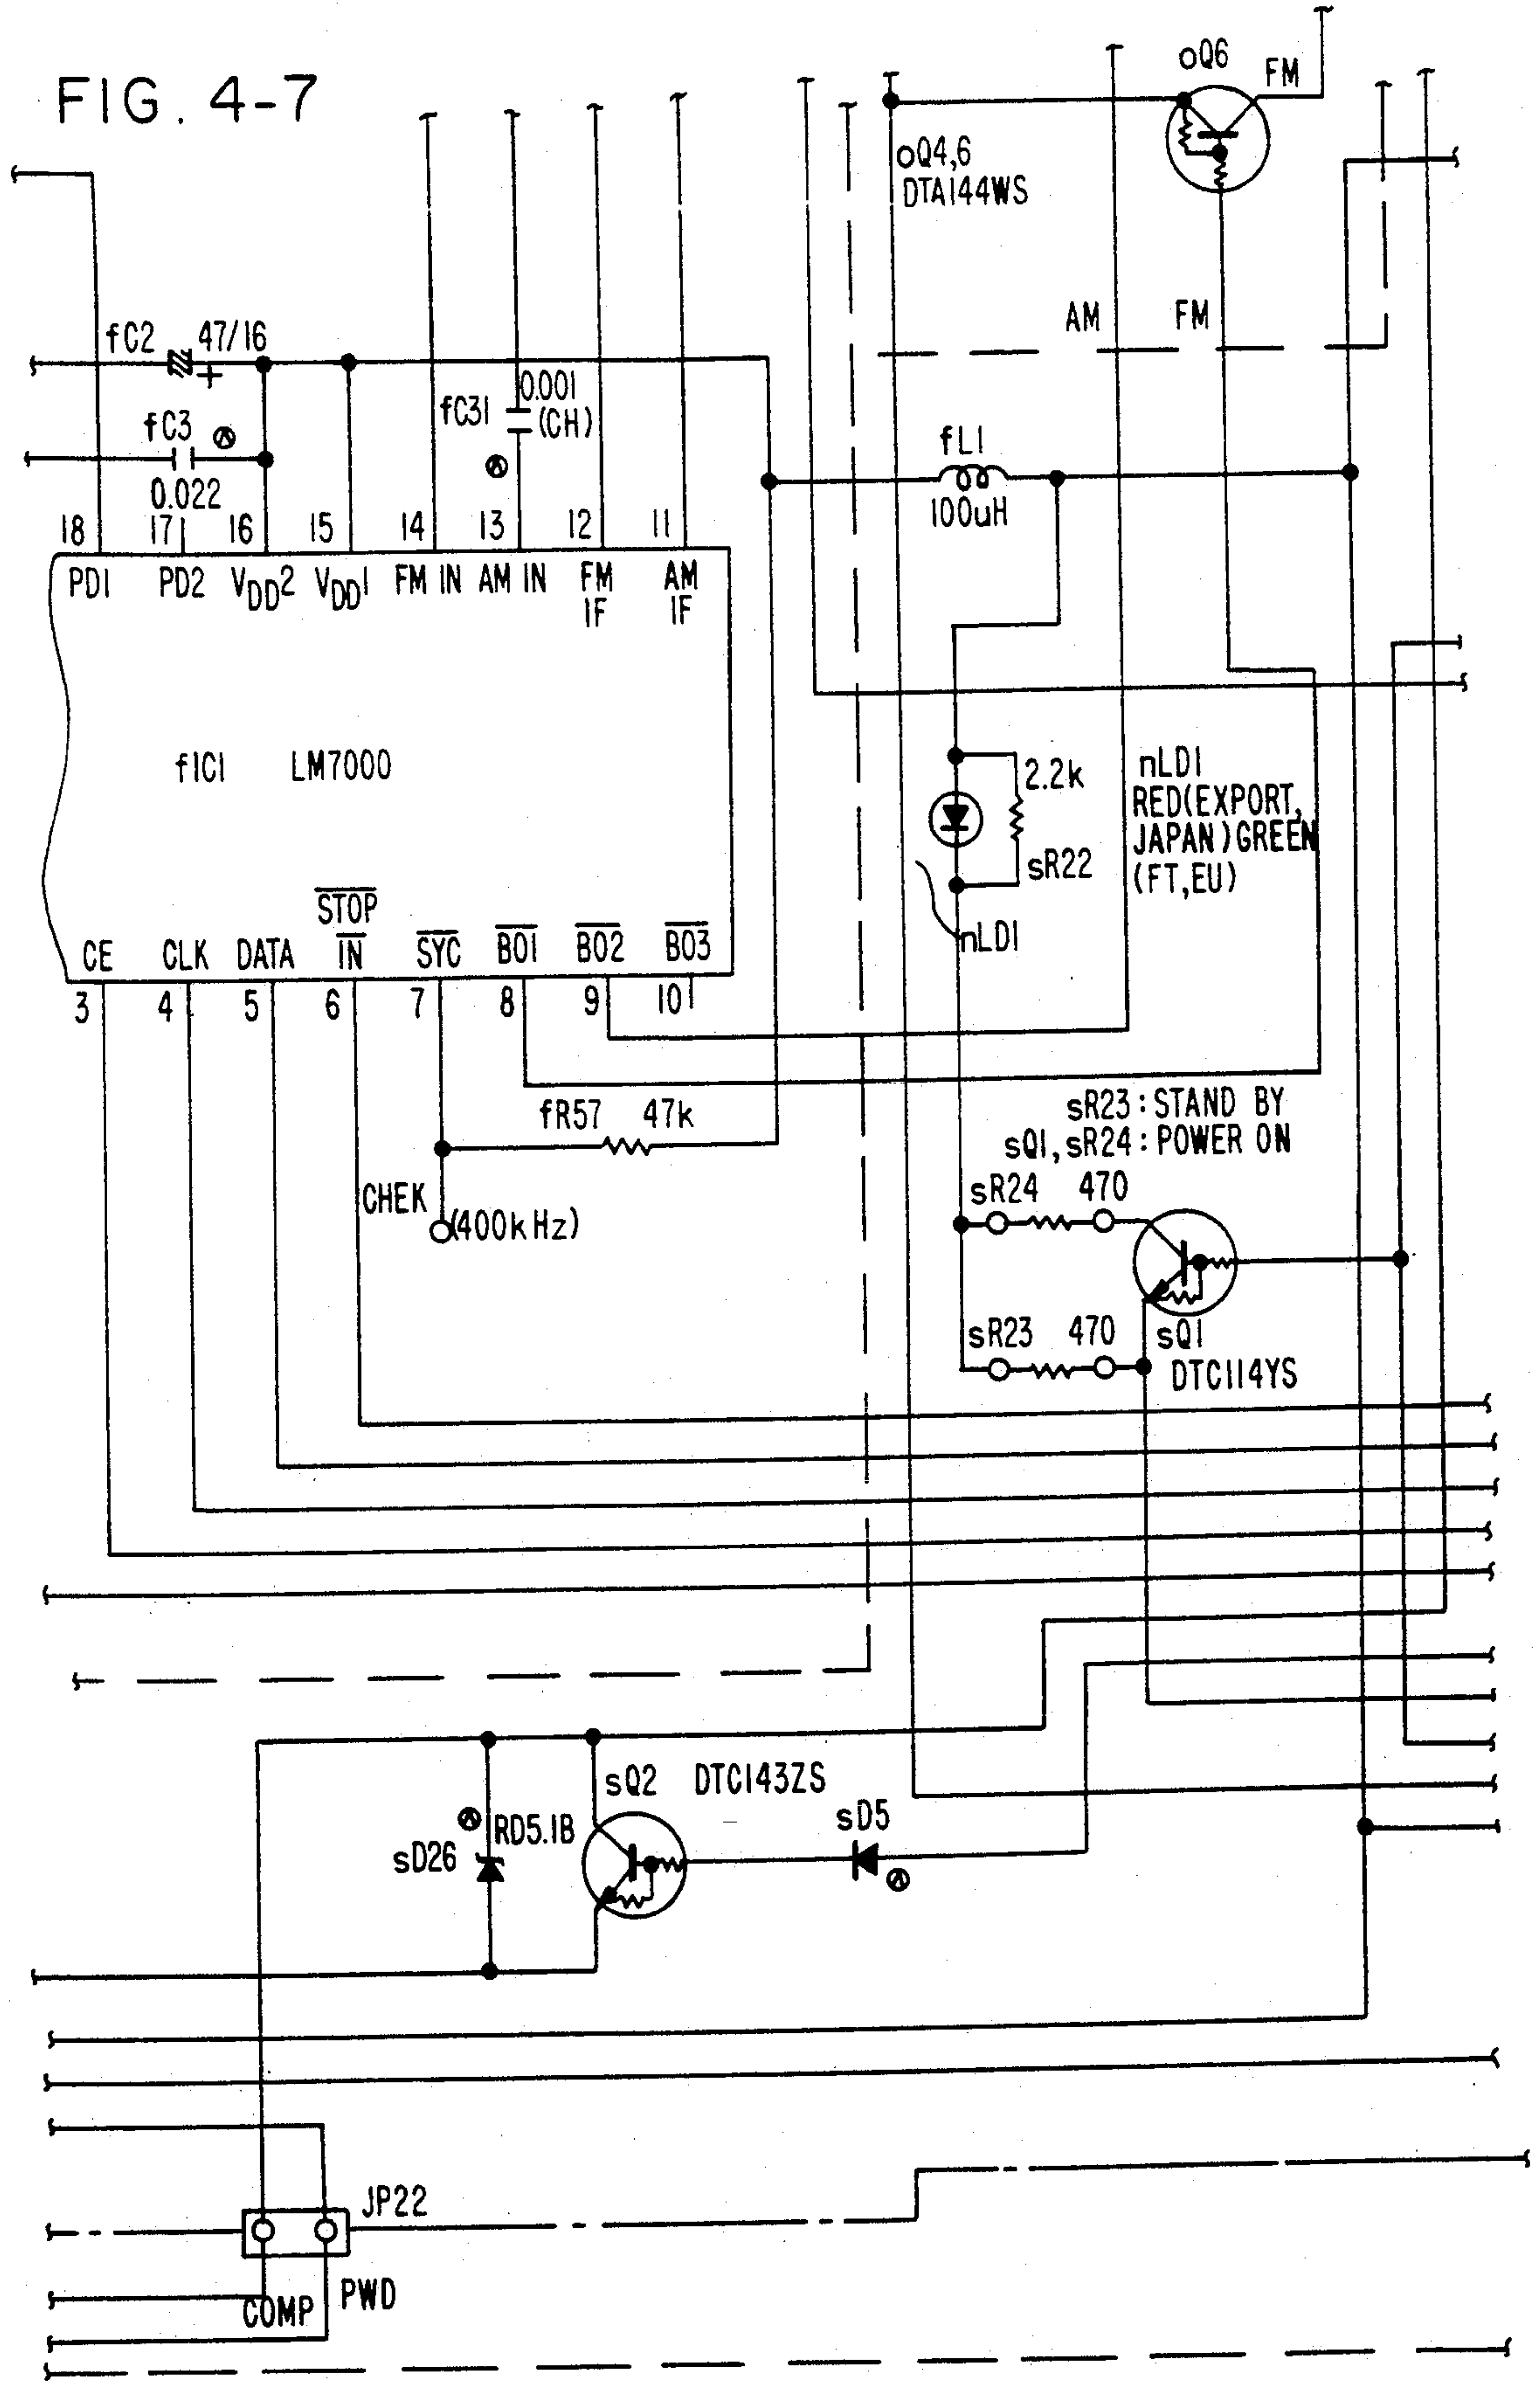 FIG. 4-7
oQ6
FM
oQ4,6
DTA144WS
AM
FM
fC2 47/16
+
fC3
0.022
fC31
0.001
(CH)
fL1
100uH
18 17 16 15 14 13 12 11
PD1 PD2 VDD2 VDD1 FM IN AM IN FM IF AM IF
fIC1 LM7000
2.2k
sR22
nLD1
nLD1
RED(EXPORT,
JAPAN)GREEN
(FT,EU)
CE CLK DATA STOP IN SYC BO1 BO2 BO3
3 4 5 6 7 8 9 10
fR57 47k
CHEK
(400kHz)
sR23:STAND BY
sQ1,sR24:POWER ON
sR24 470
sR23 470
sQ1
DTC114YS
sQ2 DTC143ZS
RD5.1B
sD26
sD5
JP22
COMP
PWD